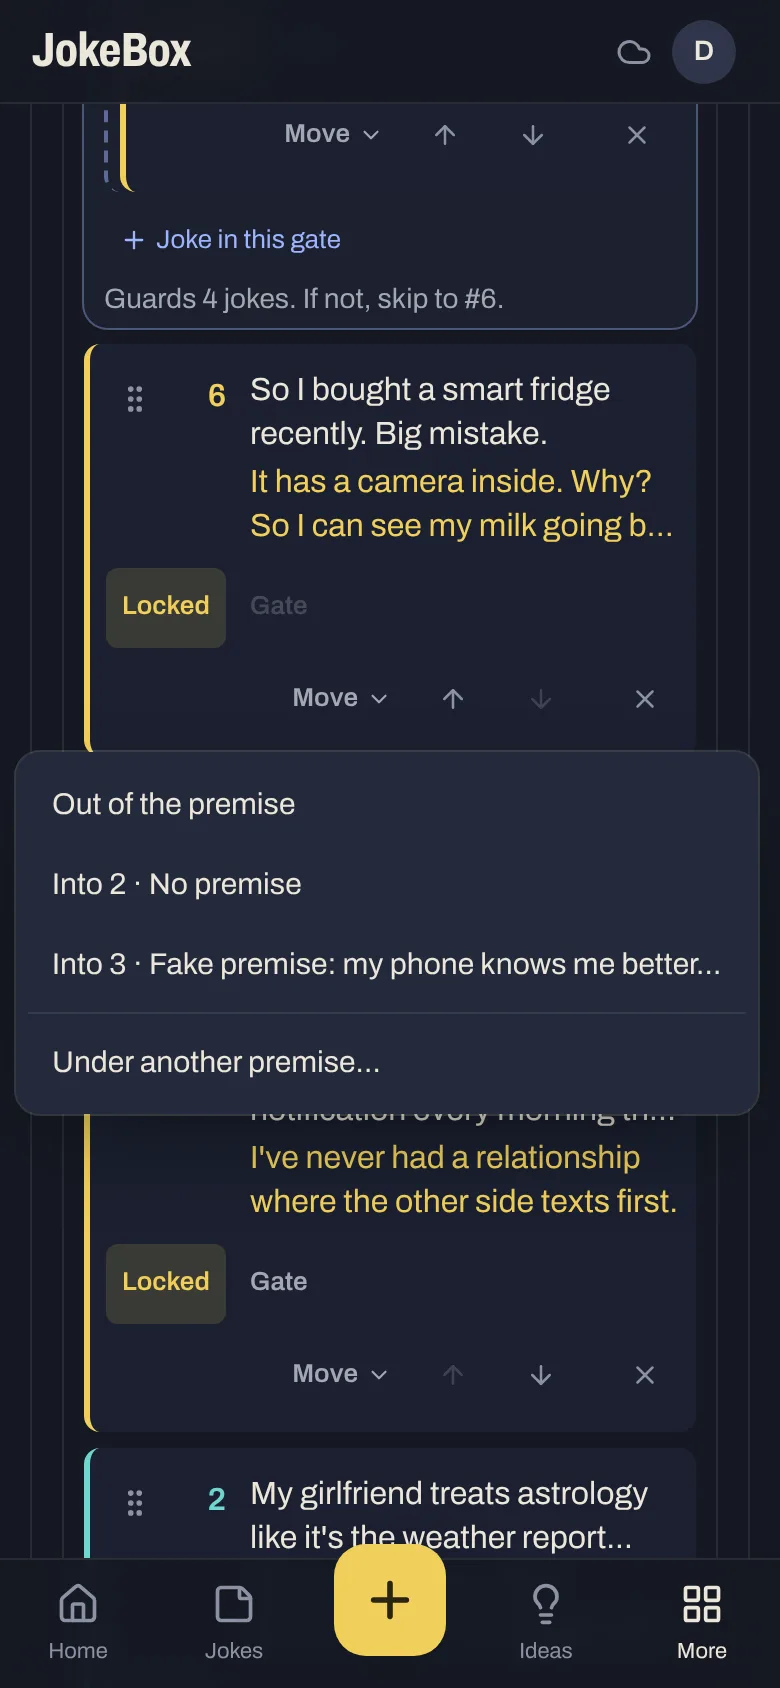 JokeBox
D
Move
+ Joke in this gate
Guards 4 jokes. If not, skip to #6.
6
So I bought a smart fridge
recently. Big mistake.
It has a camera inside. Why?
So I can see my milk going b...
Locked
Gate
Move
Out of the premise
Into 2 · No premise
Into 3 · Fake premise: my phone knows me better...
Under another premise...
notification every morning th...
I've never had a relationship
where the other side texts first.
Locked
Gate
Move
2
My girlfriend treats astrology
like it's the weather report...
Home
Jokes
Ideas
More